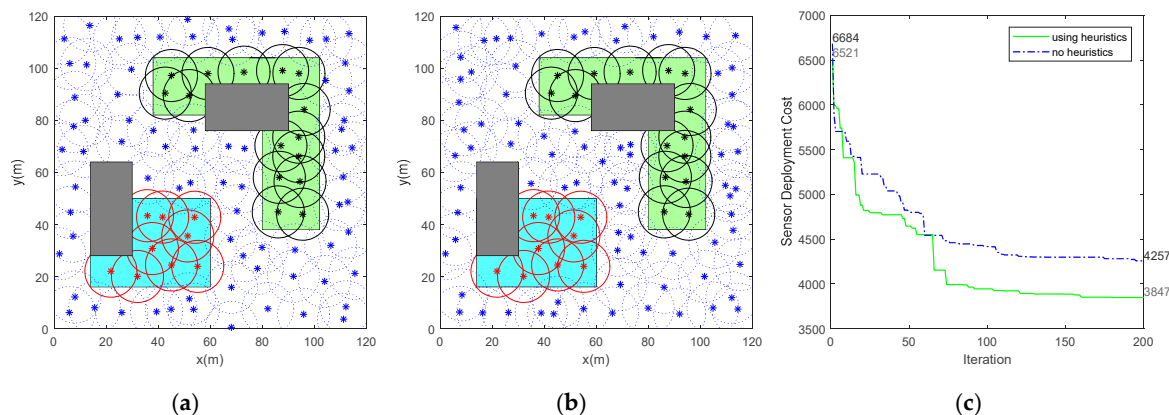 120
100
80
60
40
20
0
y(m)
0 20 40 60 80 100 120
x(m)
(a)
120
100
80
60
40
20
0
y(m)
0 20 40 60 80 100 120
x(m)
(b)
7000
6500
6000
5500
5000
4500
4000
3500
Sensor Deployment Cost
6684
6521
using heuristics
no heuristics
4257
3847
0 50 100 150 200
Iteration
(c)